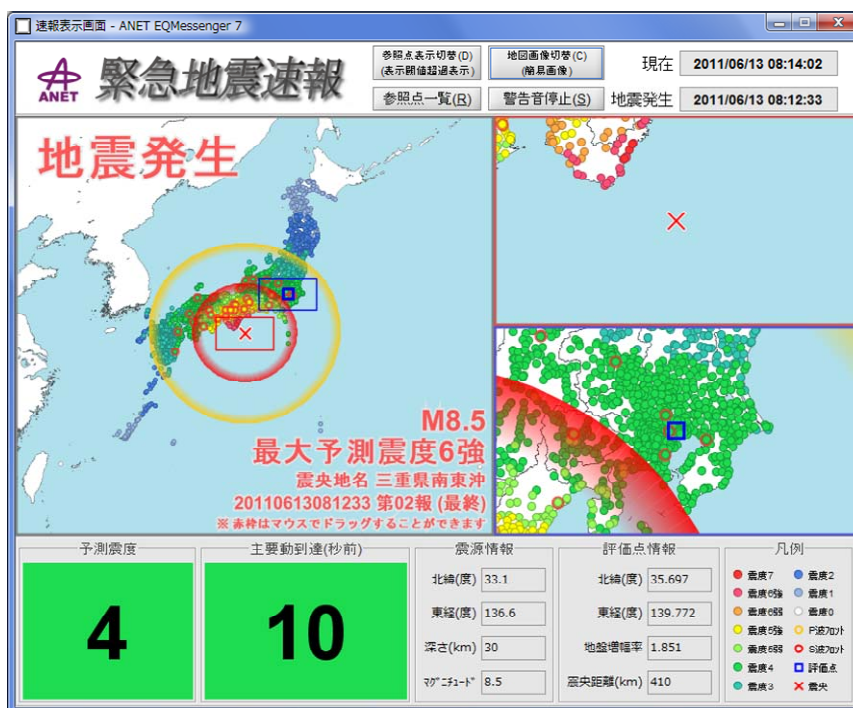 速報表示画面 - ANET EQMessenger 7
ANET
緊急地震速報
参照点表示切替(D)
(表示閾値超過表示)
地図画像切替(C)
(簡易画像)
現在
2011/06/13 08:14:02
参照点一覧(R)
警告音停止(S)
地震発生
2011/06/13 08:12:33
地震発生
M8.5
最大予測震度6強
震央地名 三重県南東沖
20110613081233 第02報 (最終)
※ 赤枠はマウスでドラッグすることができます
予測震度
4
主要動到達(秒前)
10
震源情報
北緯(度) 33.1
東経(度) 136.6
深さ(km) 30
マグニチュード 8.5
評価点情報
北緯(度) 35.697
東経(度) 139.772
地盤増幅率 1.851
震央距離(km) 410
凡例
震度7
震度2
震度6強
震度1
震度6弱
震度0
震度5強
P波フロント
震度6弱
S波フロント
震度4
評価点
震度3
震央